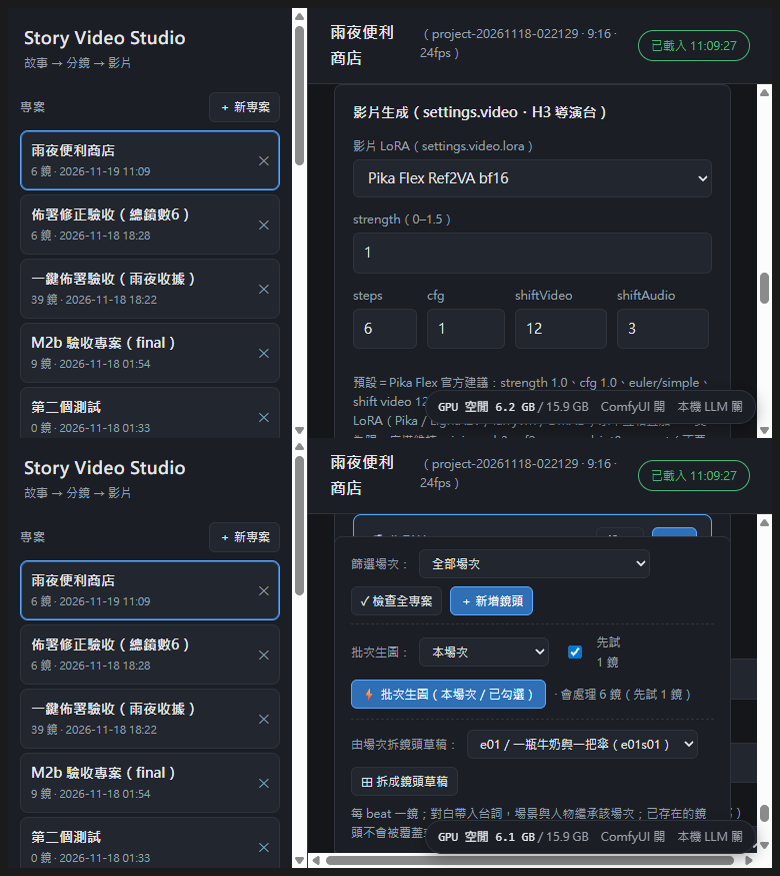 Story Video Studio
故事 → 分鏡 → 影片
專案
+ 新專案
雨夜便利商店
6 鏡 · 2026-11-19 11:09
×
佈署修正驗收（總鏡數6）
6 鏡 · 2026-11-18 18:28
×
一鍵佈署驗收（雨夜收據）
39 鏡 · 2026-11-18 18:22
×
M2b 驗收專案（final）
9 鏡 · 2026-11-18 01:54
×
第二個測試
0 鏡 · 2026-11-18 01:33
×
雨夜便利
商店
（project-20261118-022129 · 9:16 ·
24fps）
已載入 11:09:27
影片生成（settings.video · H3 導演台）
影片 LoRA（settings.video.lora）
Pika Flex Ref2VA bf16
strength（0–1.5）
1
steps
cfg
shiftVideo
shiftAudio
6
1
12
3
預設 = Pika Flex 官方建議：strength 1.0、cfg 1.0、euler/simple、
shift video 12
GPU 空閒 6.2 GB / 15.9 GB ComfyUI 開 本機 LLM 關
Story Video Studio
故事 → 分鏡 → 影片
專案
+ 新專案
雨夜便利商店
6 鏡 · 2026-11-19 11:09
×
佈署修正驗收（總鏡數6）
6 鏡 · 2026-11-18 18:28
×
一鍵佈署驗收（雨夜收據）
39 鏡 · 2026-11-18 18:22
×
M2b 驗收專案（final）
9 鏡 · 2026-11-18 01:54
×
第二個測試
0 鏡 · 2026-11-18 01:33
×
雨夜便利
商店
（project-20261118-022129 · 9:16 ·
24fps）
已載入 11:09:27
篩選場次：
全部場次
✓ 檢查全專案
+ 新增鏡頭
批次生圖：
本場次
先試
1 鏡
⚡ 批次生圖（本場次 / 已勾選）
· 會處理 6 鏡（先試 1 鏡）
由場次拆鏡頭草稿：
e01 / 一瓶牛奶與一把傘（e01s01）
田 拆成鏡頭草稿
每 beat 一鏡；對白帶入台詞，場景與人物繼承該場次；已存在的鏡
頭不會被覆蓋
GPU 空閒 6.1 GB / 15.9 GB ComfyUI 開 本機 LLM 關